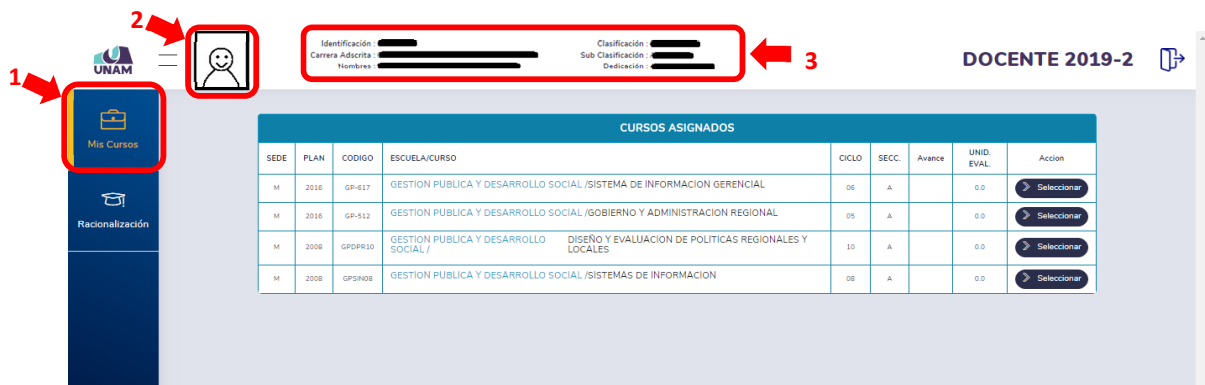 2
Identificación :
Clasificación :
UNAM
Carrera Adscrita :
Sub Clasificación :
3
DOCENTE 2019-2
Nombres :
Dedicación :
1
Mis Cursos
Racionalización
CURSOS ASIGNADOS
SEDE PLAN CODIGO ESCUELA/CURSO CICLO SECC. Avance UNID. EVAL. Accion
M 2016 GP-617 GESTION PUBLICA Y DESARROLLO SOCIAL /SISTEMA DE INFORMACION GERENCIAL 06 A 0.0 Seleccionar
M 2016 GP-512 GESTION PUBLICA Y DESARROLLO SOCIAL /GOBIERNO Y ADMINISTRACION REGIONAL 05 A 0.0 Seleccionar
M 2008 GPDPR10 GESTION PUBLICA Y DESARROLLO SOCIAL / DISEÑO Y EVALUACION DE POLITICAS REGIONALES Y LOCALES 10 A 0.0 Seleccionar
M 2008 GPSIN08 GESTION PUBLICA Y DESARROLLO SOCIAL /SISTEMAS DE INFORMACION 08 A 0.0 Seleccionar